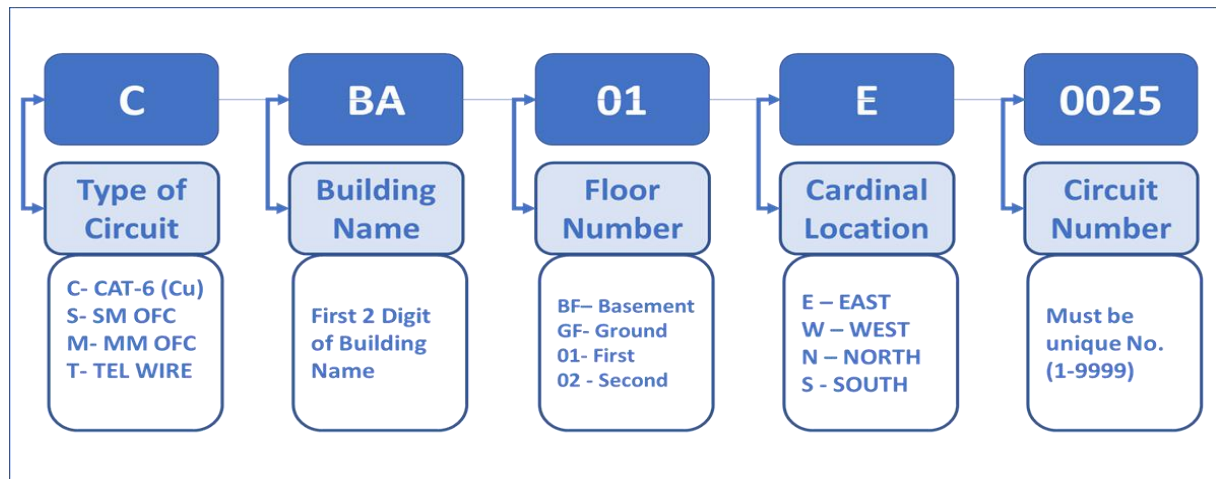 C
BA
01
E
0025
Type of
Circuit
Building
Name
Floor
Number
Cardinal
Location
Circuit
Number
C- CAT-6 (Cu)
S- SM OFC
M- MM OFC
T- TEL WIRE
First 2 Digit
of Building
Name
BF– Basement
GF- Ground
01- First
02 - Second
E – EAST
W – WEST
N – NORTH
S - SOUTH
Must be
unique No.
(1-9999)